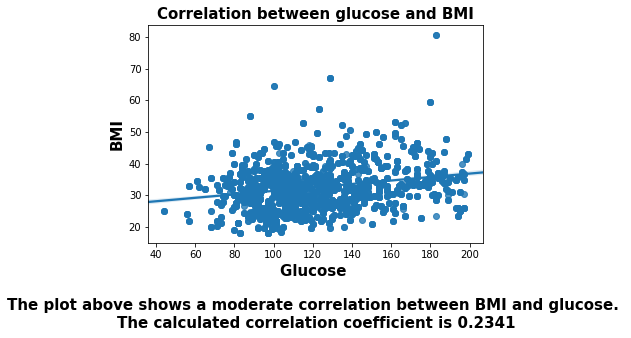 Correlation between glucose and BMI
80
70
60
50
40
30
20
BMI
40 60 80 100 120 140 160 180 200
Glucose
The plot above shows a moderate correlation between BMI and glucose.
The calculated correlation coefficient is 0.2341